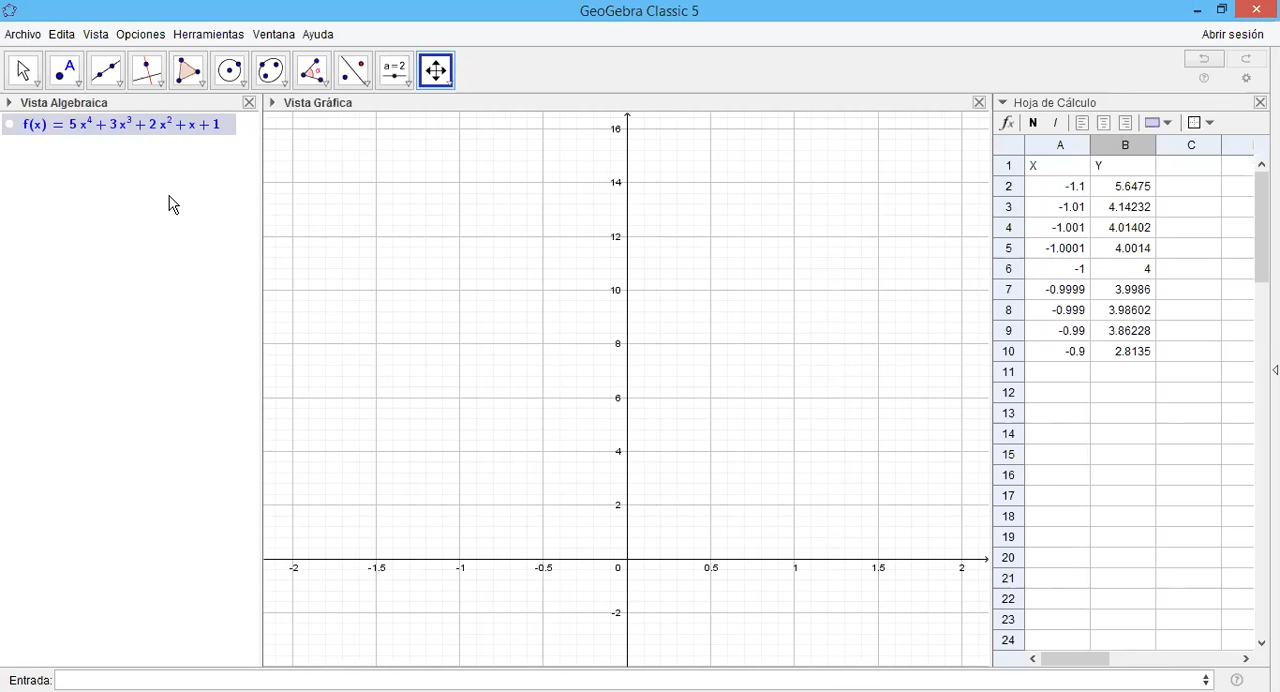 GeoGebra Classic 5
Archivo Edita Vista Opciones Herramientas Ventana Ayuda Abrir sesión
A a=2
Vista Algebraica
f(x) = 5 x⁴ + 3 x³ + 2 x² + x + 1
Vista Gráfica
16
14
12
10
8
6
4
2
-2 -1.5 -1 -0.5 0 0.5 1 1.5 2
-2
Hoja de Cálculo
fx N I
A B C
1 X Y
2 -1.1 5.6475
3 -1.01 4.14232
4 -1.001 4.01402
5 -1.0001 4.0014
6 -1 4
7 -0.9999 3.9986
8 -0.999 3.98602
9 -0.99 3.86228
10 -0.9 2.8135
11
12
13
14
15
16
17
18
19
20
21
22
23
24
Entrada: